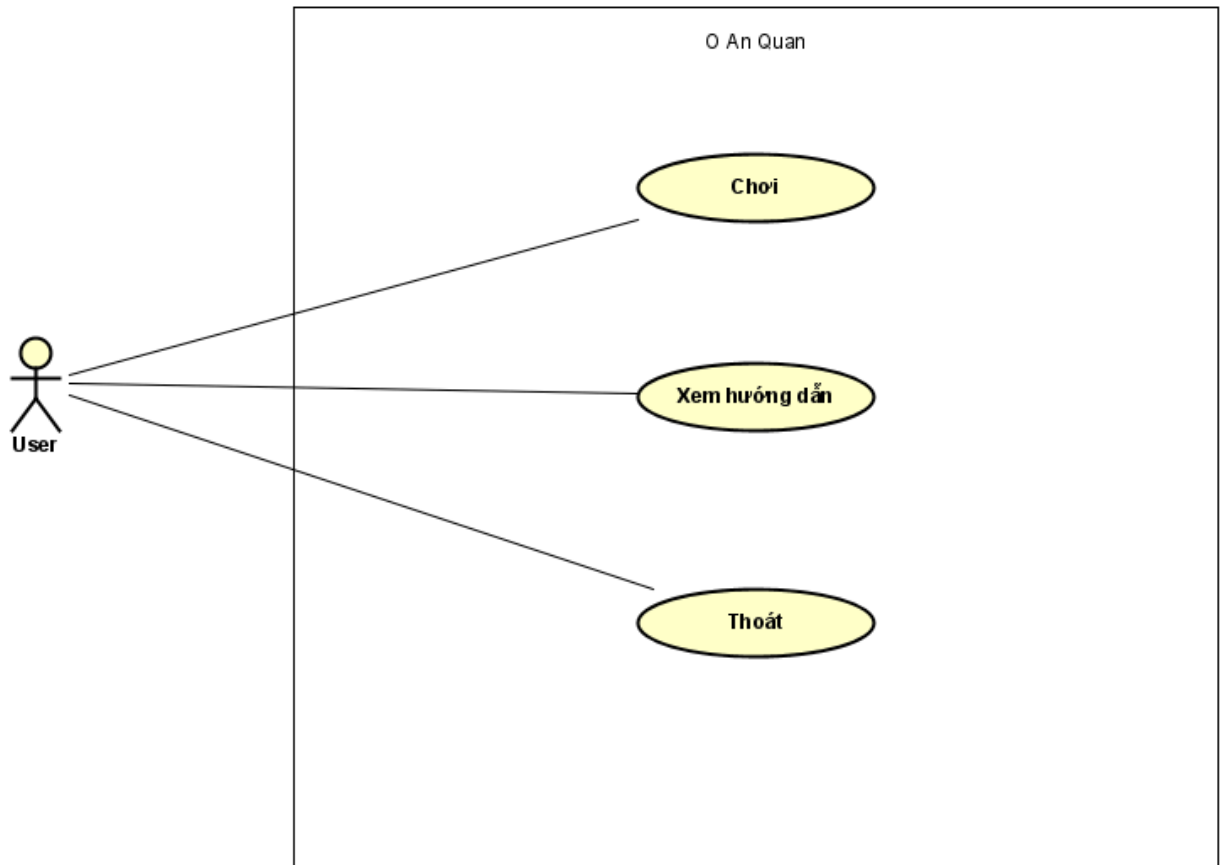 O An Quan
Chơi
Xem hướng dẫn
User
Thoát